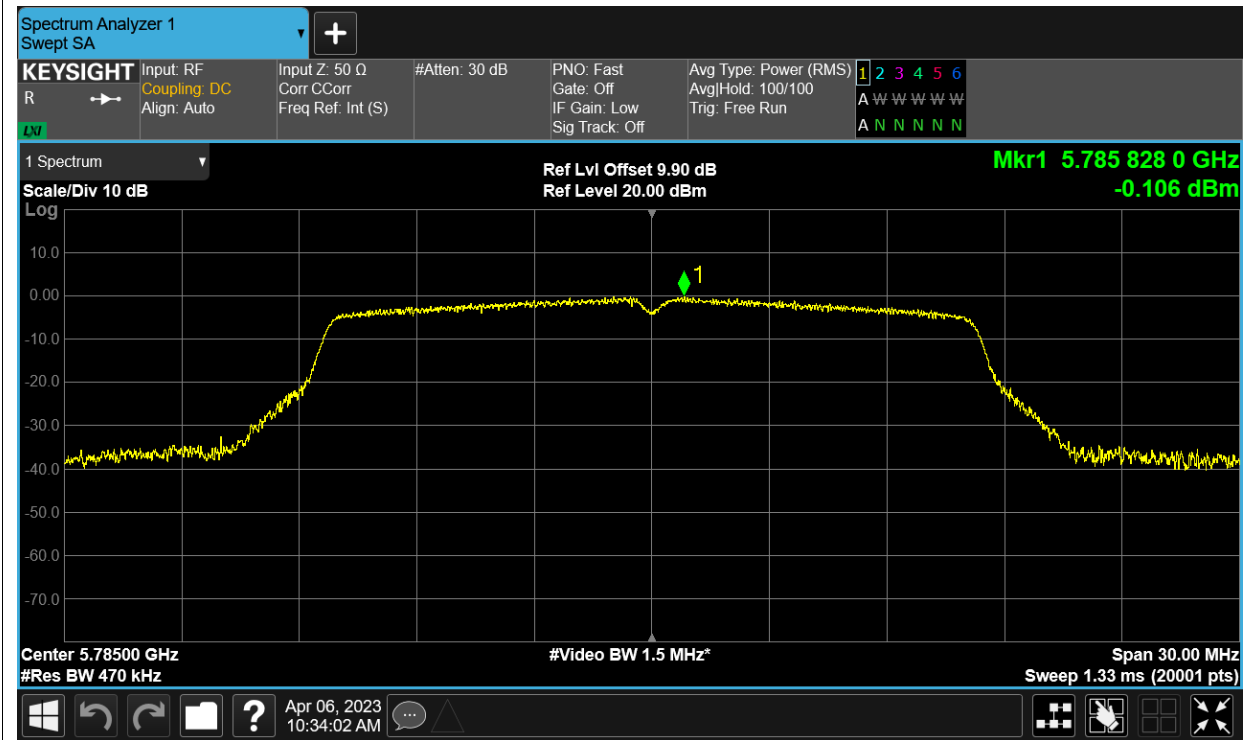 Spectrum Analyzer 1
Swept SA
KEYSIGHT
R
LXI
Input: RF
Coupling: DC
Align: Auto
Input Z: 50 Ω
Corr CCorr
Freq Ref: Int (S)
#Atten: 30 dB
PNO: Fast
Gate: Off
IF Gain: Low
Sig Track: Off
Avg Type: Power (RMS)
Avg|Hold: 100/100
Trig: Free Run
1 2 3 4 5 6
A W W W W W
A N N N N N
1 Spectrum
Scale/Div 10 dB
Ref Lvl Offset 9.90 dB
Ref Level 20.00 dBm
Mkr1 5.785 828 0 GHz
-0.106 dBm
Log
10.0
0.00
-10.0
-20.0
-30.0
-40.0
-50.0
-60.0
-70.0
1
Center 5.78500 GHz
#Res BW 470 kHz
#Video BW 1.5 MHz*
Span 30.00 MHz
Sweep 1.33 ms (20001 pts)
?
Apr 06, 2023
10:34:02 AM